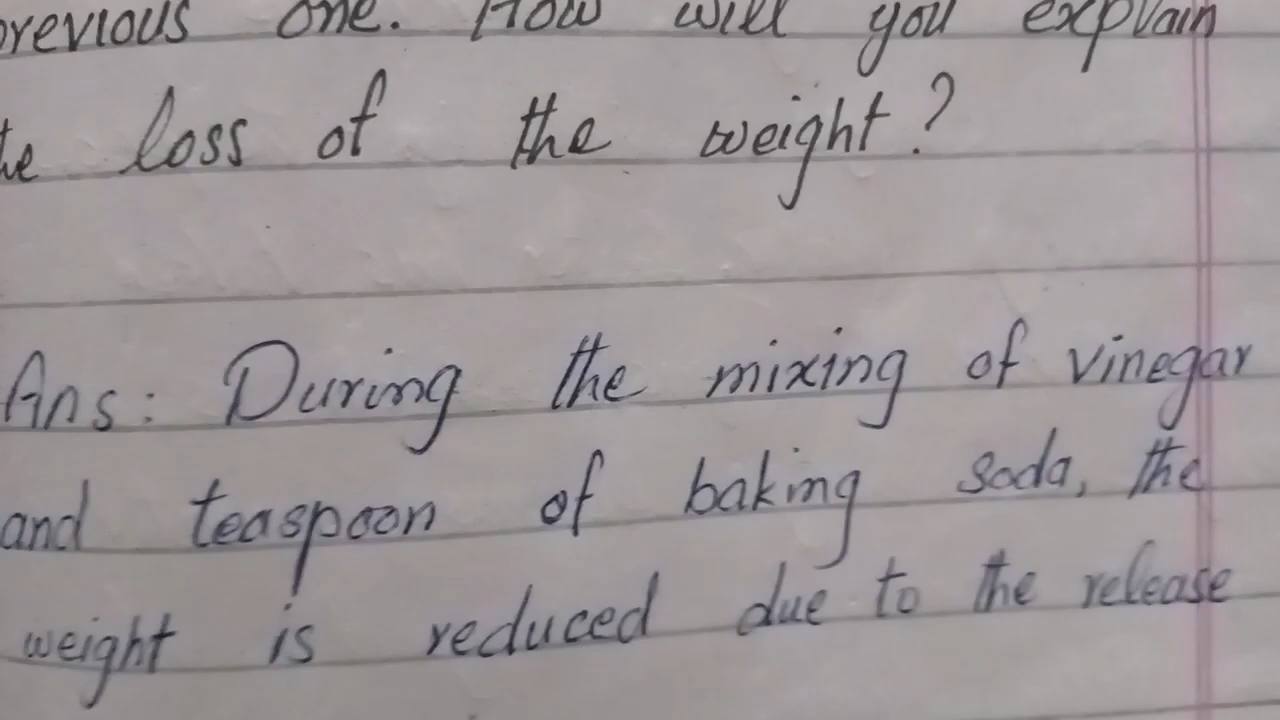 previous one. How will you explain
the loss of the weight?
Ans: During the mixing of vinegar
and teaspoon of baking soda, the
weight is reduced due to the release